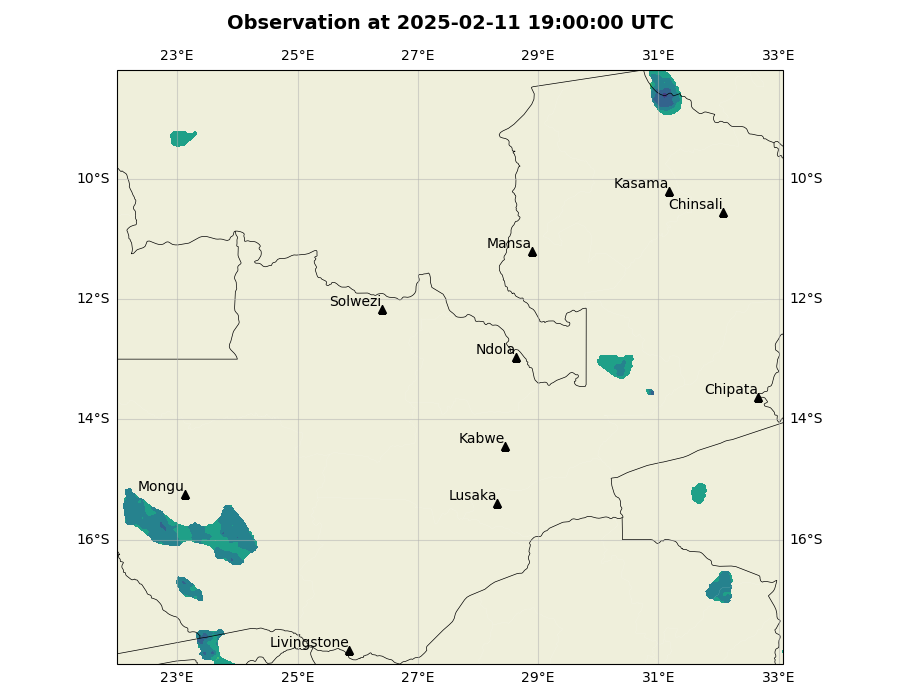 Observation at 2025-02-11 19:00:00 UTC
23°E 25°E 27°E 29°E 31°E 33°E
10°S 10°S
Kasama
Chinsali
Mansa
12°S 12°S
Solwezi
Ndola
Chipata
14°S 14°S
Kabwe
Mongu
Lusaka
16°S 16°S
Livingstone
23°E 25°E 27°E 29°E 31°E 33°E